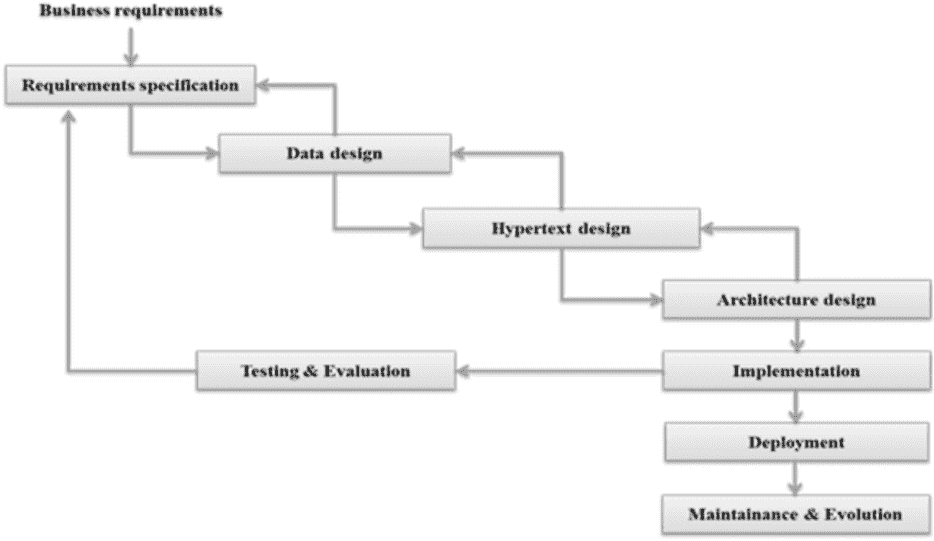 Business requirements
Requirements specification
Data design
Hypertext design
Architecture design
Testing & Evaluation
Implementation
Deployment
Maintainance & Evolution